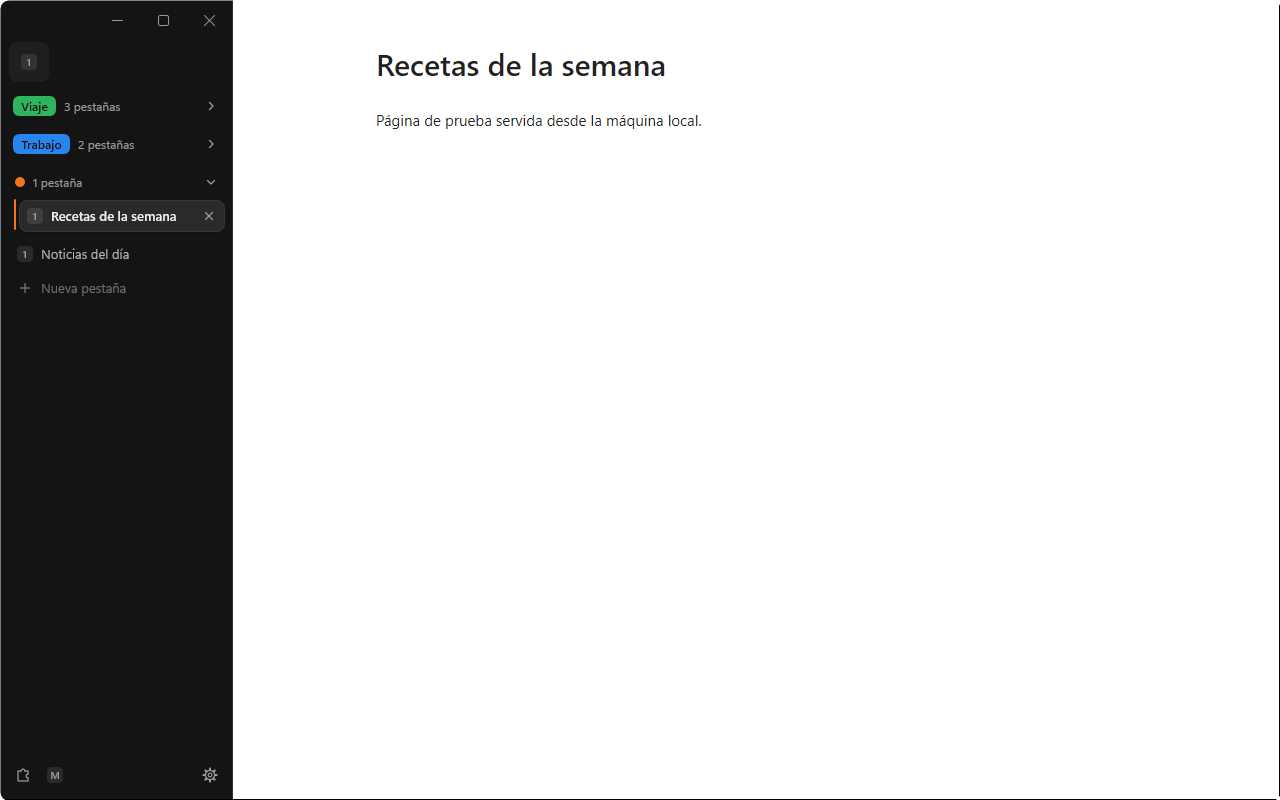 1
Viaje 3 pestañas
Trabajo 2 pestañas
1 pestaña
1 Recetas de la semana
1 Noticias del día
Nueva pestaña
M
Recetas de la semana
Página de prueba servida desde la máquina local.